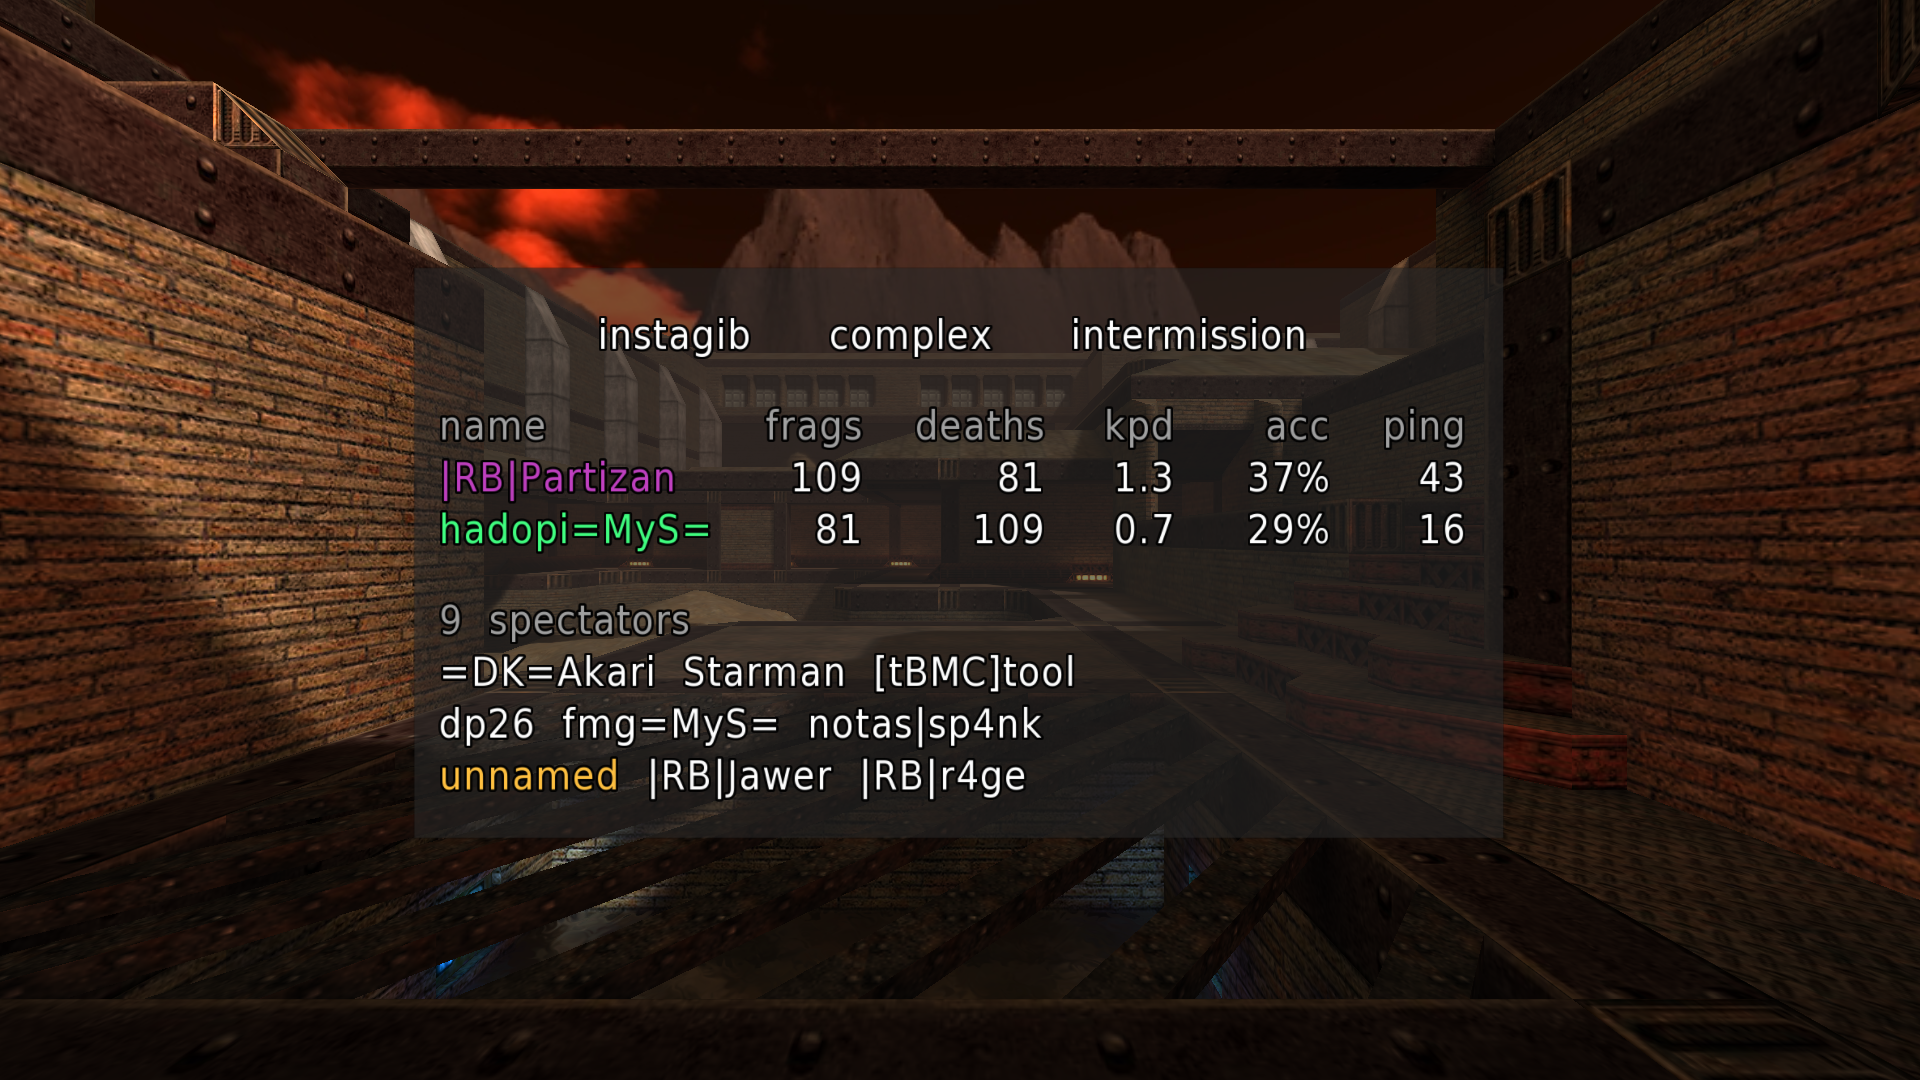 instagib complex intermission
name frags deaths kpd acc ping
|RB|Partizan 109 81 1.3 37% 43
hadopi=MyS= 81 109 0.7 29% 16
9 spectators
=DK=Akari Starman [tBMC]tool
dp26 fmg=MyS= notas|sp4nk
unnamed |RB|Jawer |RB|r4ge